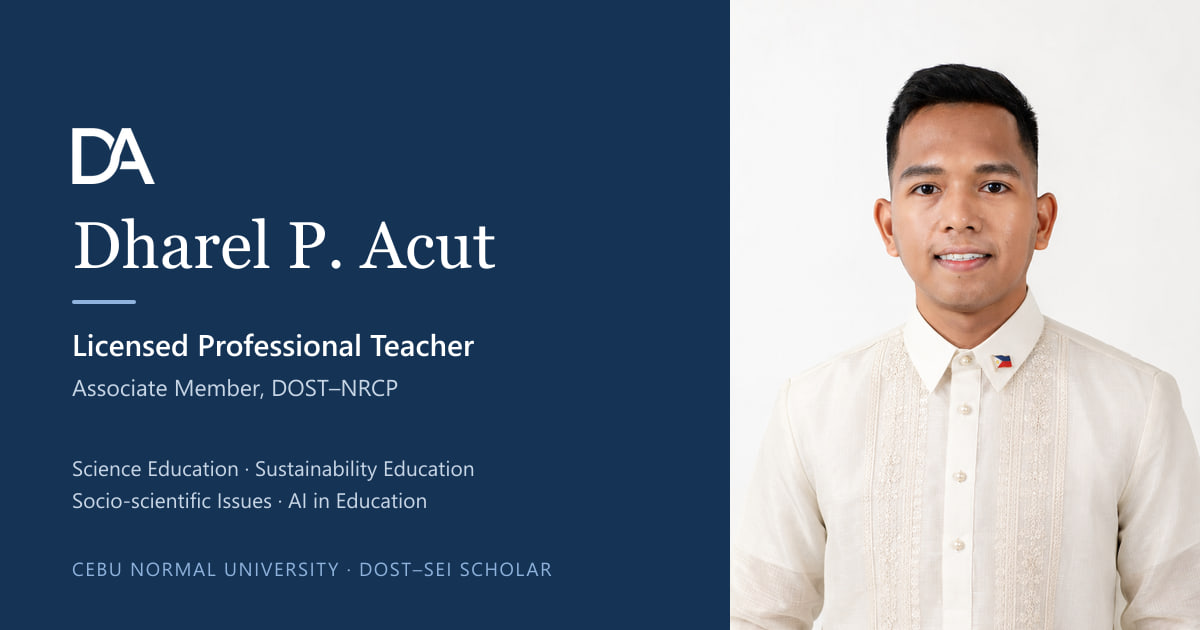 DA
Dharel P. Acut
Licensed Professional Teacher
Associate Member, DOST–NRCP
Science Education · Sustainability Education
Socio-scientific Issues · AI in Education
CEBU NORMAL UNIVERSITY · DOST–SEI SCHOLAR